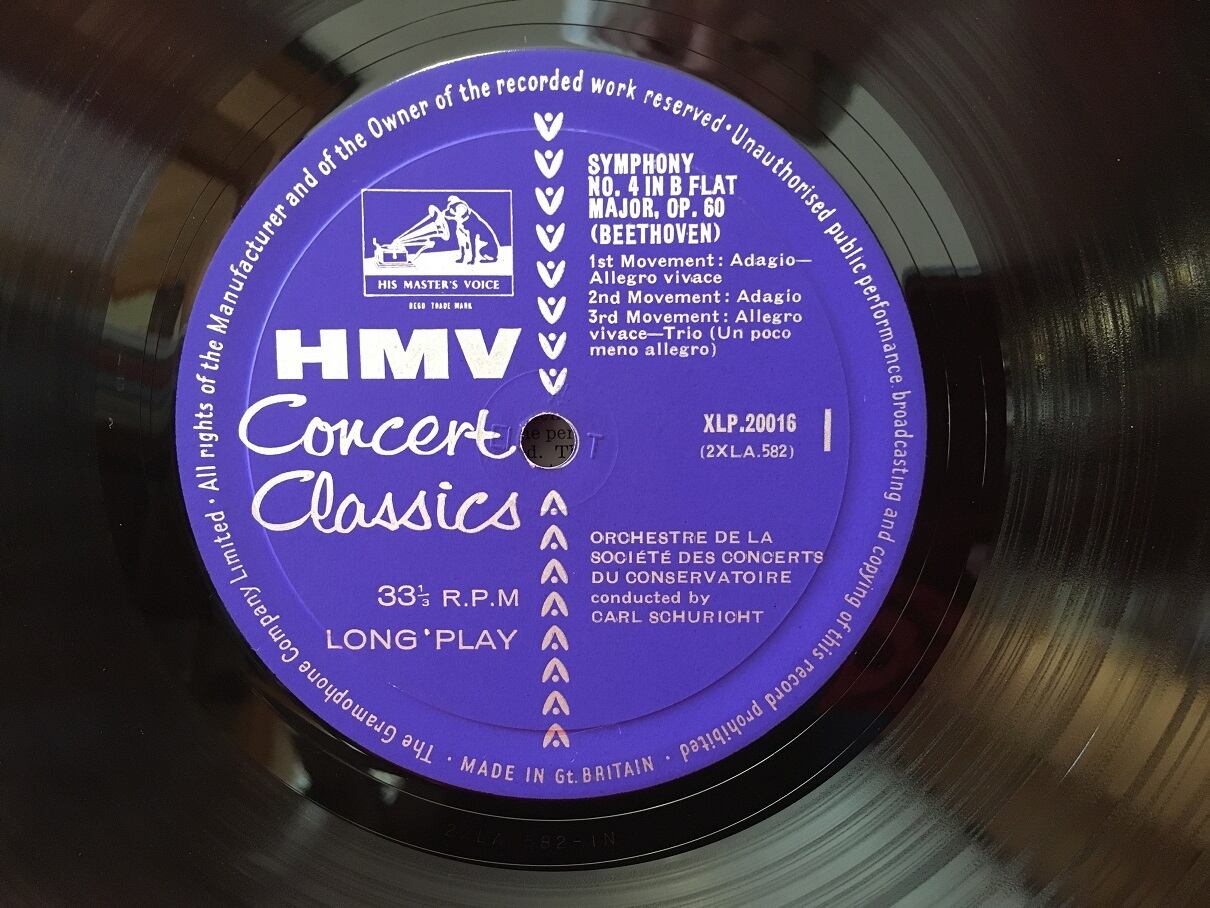 The Gramophone Company Limited · All rights of the Manufacturer and of the Owner of the recorded work reserved · Unauthorised public performance. broadcasting and copying of this record prohibited ·
HIS MASTER'S VOICE
REGD TRADE MARK
HMV
Concert
Classics
33⅓ R.P.M
LONG PLAY
SYMPHONY
NO. 4 IN B FLAT
MAJOR, OP. 60
(BEETHOVEN)
1st Movement: Adagio—
Allegro vivace
2nd Movement: Adagio
3rd Movement: Allegro
vivace—Trio (Un poco
meno allegro)
XLP.20016
(2XLA.582)
1
ORCHESTRE DE LA
SOCIÉTÉ DES CONCERTS
DU CONSERVATOIRE
conducted by
CARL SCHURICHT
MADE IN Gt. BRITAIN
2XLA 582-1N